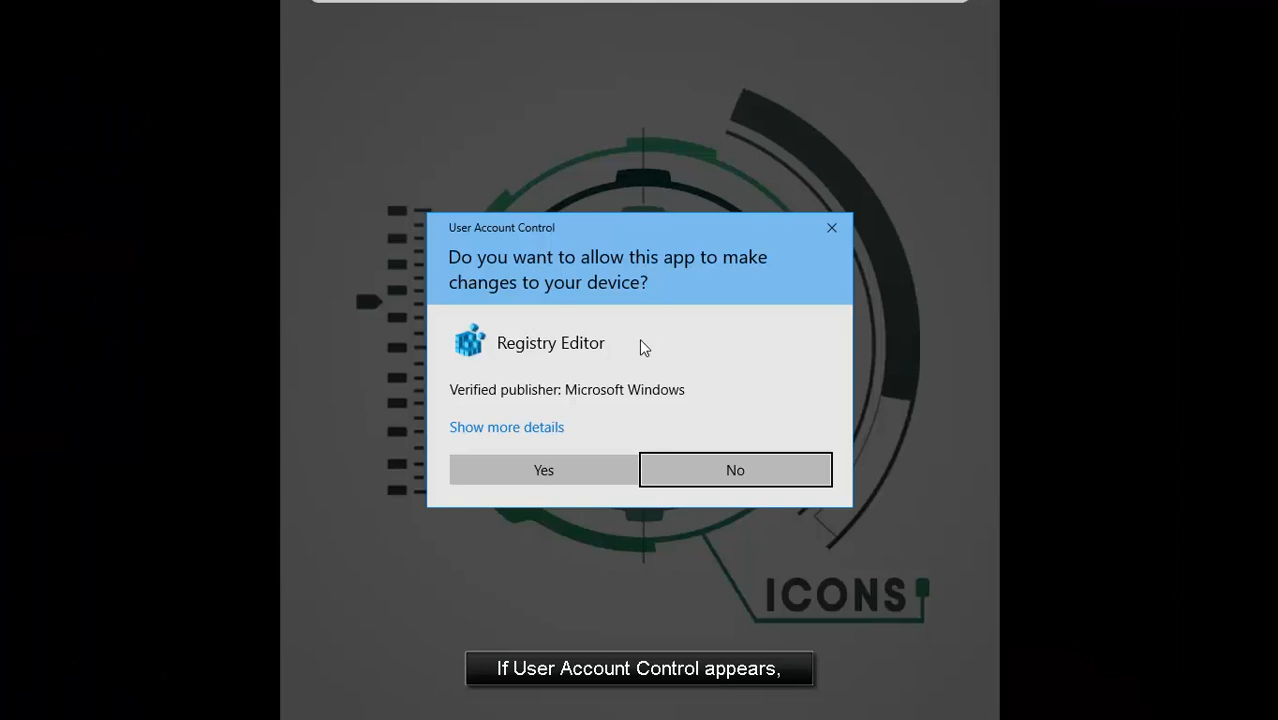 User Account Control
Do you want to allow this app to make
changes to your device?
Registry Editor
Verified publisher: Microsoft Windows
Show more details
Yes
No
ICONS
If User Account Control appears,